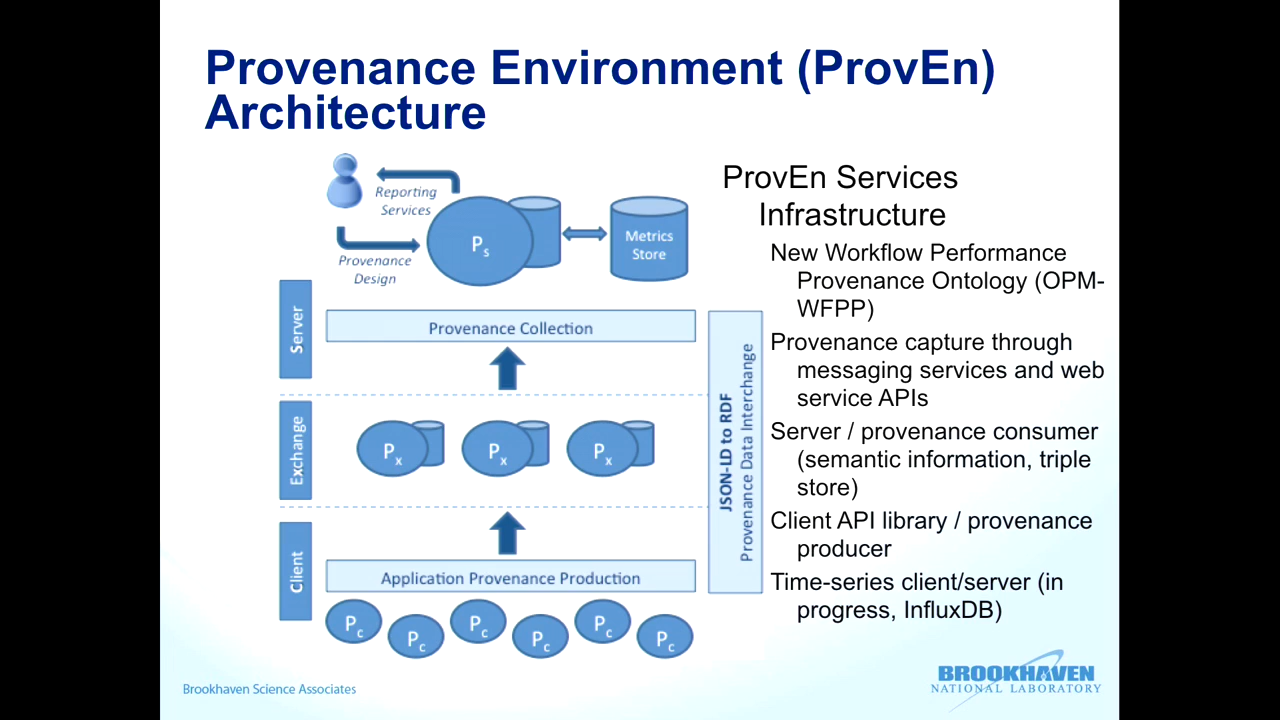 Provenance Environment (ProvEn)
Architecture
Reporting
Services
Provenance
Design
Ps
Metrics
Store
Server
Provenance Collection
Exchange
Px
Px
Px
JSON-LD to RDF
Provenance Data Interchange
Client
Application Provenance Production
Pc
Pc
Pc
Pc
Pc
Pc
ProvEn Services
Infrastructure
New Workflow Performance
Provenance Ontology (OPM-
WFPP)
Provenance capture through
messaging services and web
service APIs
Server / provenance consumer
(semantic information, triple
store)
Client API library / provenance
producer
Time-series client/server (in
progress, InfluxDB)
Brookhaven Science Associates
BROOKHAVEN
NATIONAL LABORATORY